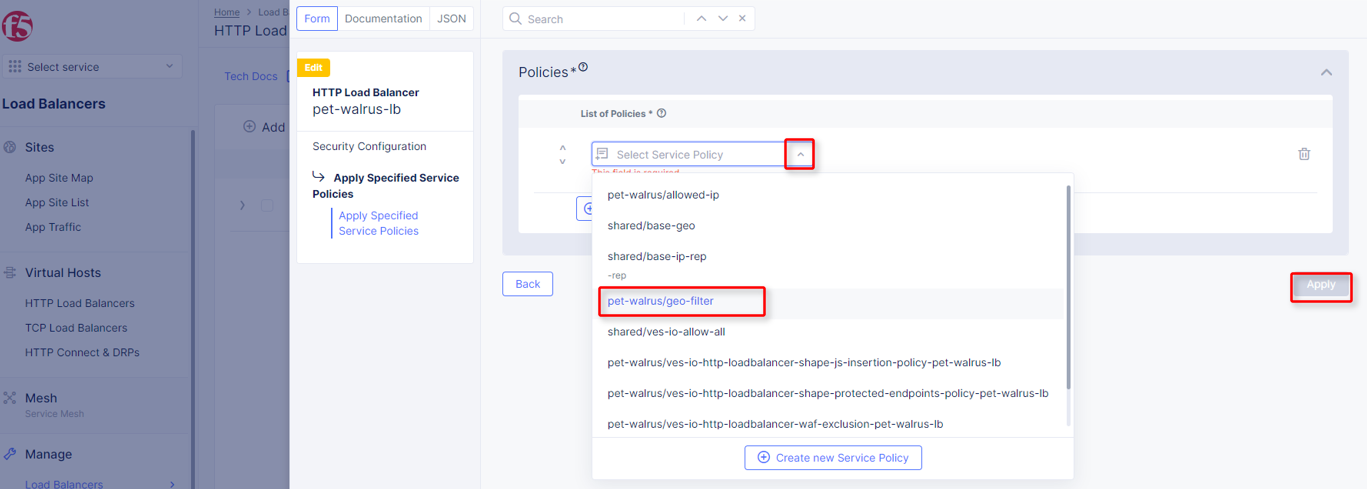 f5
Select service
Load Balancers
Sites
App Site Map
App Site List
App Traffic
Virtual Hosts
HTTP Load Balancers
TCP Load Balancers
HTTP Connect & DRPs
Mesh
Service Mesh
Manage
Load Balancers
Home > Load B
HTTP Load
Tech Docs
Add
Form
Documentation
JSON
Edit
HTTP Load Balancer
pet-walrus-lb
Security Configuration
Apply Specified Service
Policies
Apply Specified
Service Policies
Search
Policies*
List of Policies *
Select Service Policy
This field is required
pet-walrus/allowed-ip
shared/base-geo
shared/base-ip-rep
-rep
pet-walrus/geo-filter
shared/ves-io-allow-all
pet-walrus/ves-io-http-loadbalancer-shape-js-insertion-policy-pet-walrus-lb
pet-walrus/ves-io-http-loadbalancer-shape-protected-endpoints-policy-pet-walrus-lb
pet-walrus/ves-io-http-loadbalancer-waf-exclusion-pet-walrus-lb
Create new Service Policy
Back
Apply